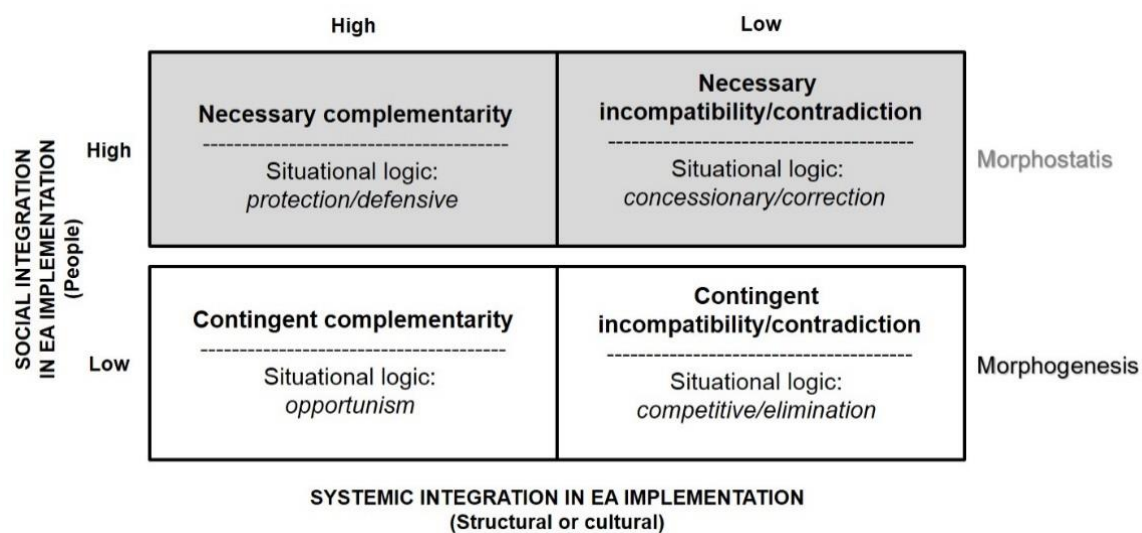 High
Low
Necessary complementarity
------------------------------------
Situational logic:
protection/defensive
Necessary
incompatibility/contradiction
------------------------------------
Situational logic:
concessionary/correction
High
Morphostatis
SOCIAL INTEGRATION
IN EA IMPLEMENTATION
(People)
Contingent complementarity
------------------------------------
Situational logic:
opportunism
Contingent
incompatibility/contradiction
------------------------------------
Situational logic:
competitive/elimination
Low
Morphogenesis
SYSTEMIC INTEGRATION IN EA IMPLEMENTATION
(Structural or cultural)